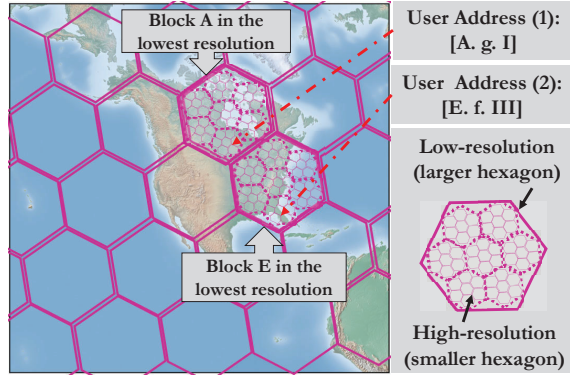 Block A in the
lowest resolution
User Address (1):
[A. g. I]
User Address (2):
[E. f. III]
Low-resolution
(larger hexagon)
Block E in the
lowest resolution
High-resolution
(smaller hexagon)